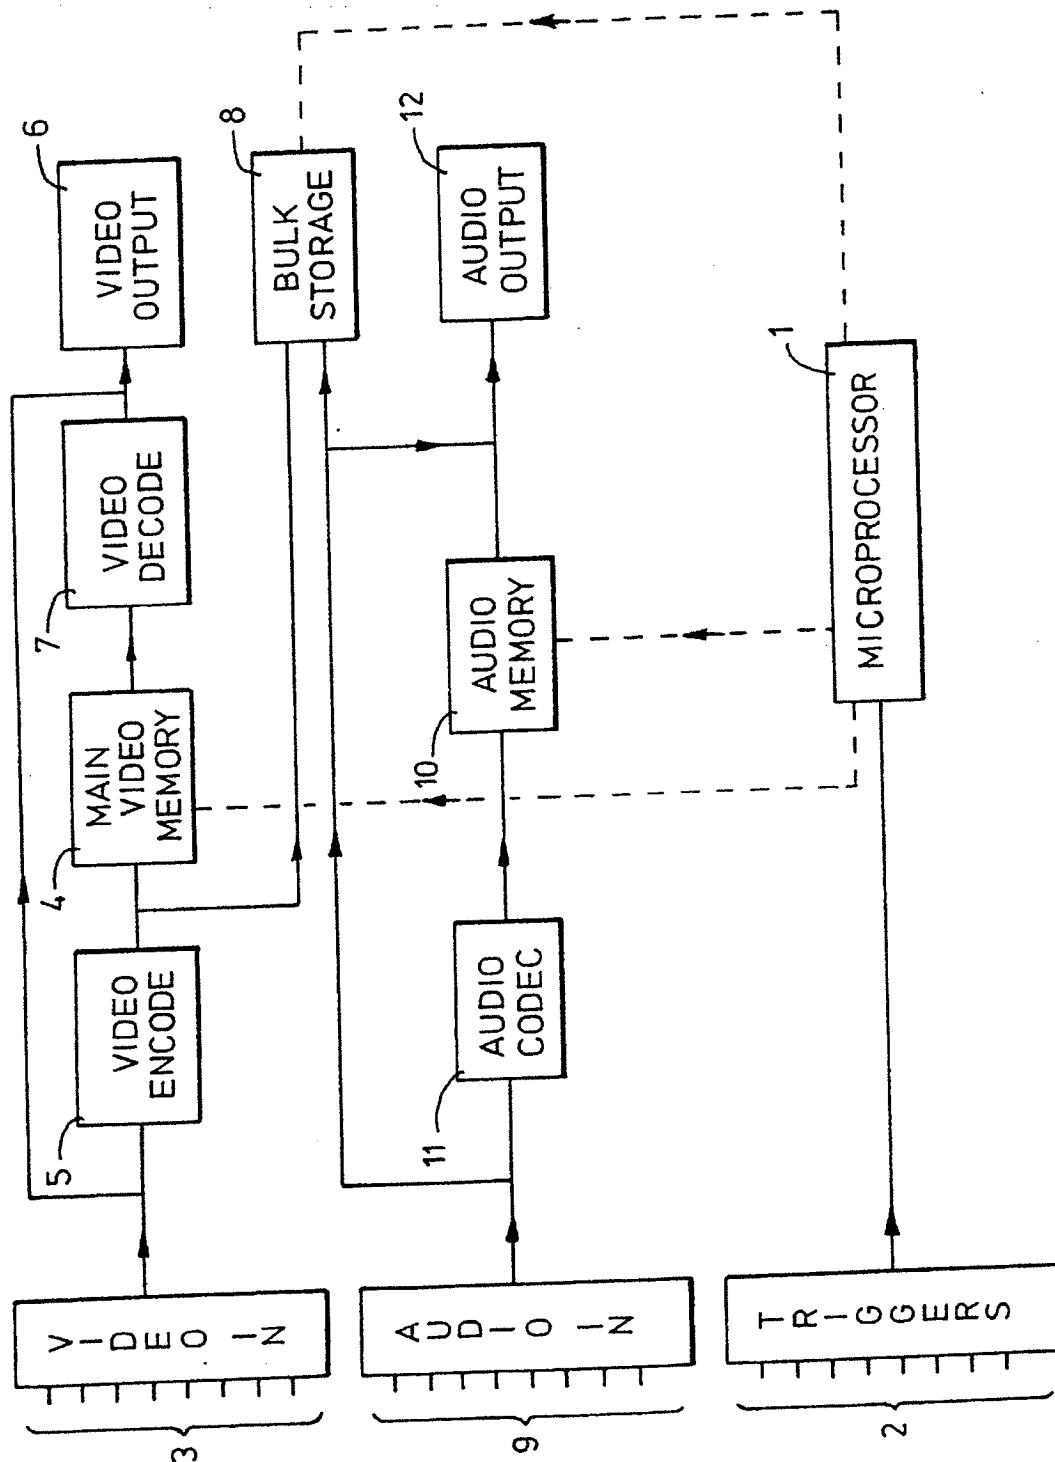 VIDEO IN
3
5
VIDEO
ENCODE
4
MAIN
VIDEO
MEMORY
7
VIDEO
DECODE
6
VIDEO
OUTPUT
8
BULK
STORAGE
AUDIO IN
9
11
AUDIO
CODEC
10
AUDIO
MEMORY
12
AUDIO
OUTPUT
TRIGGERS
2
1
MICROPROCESSOR